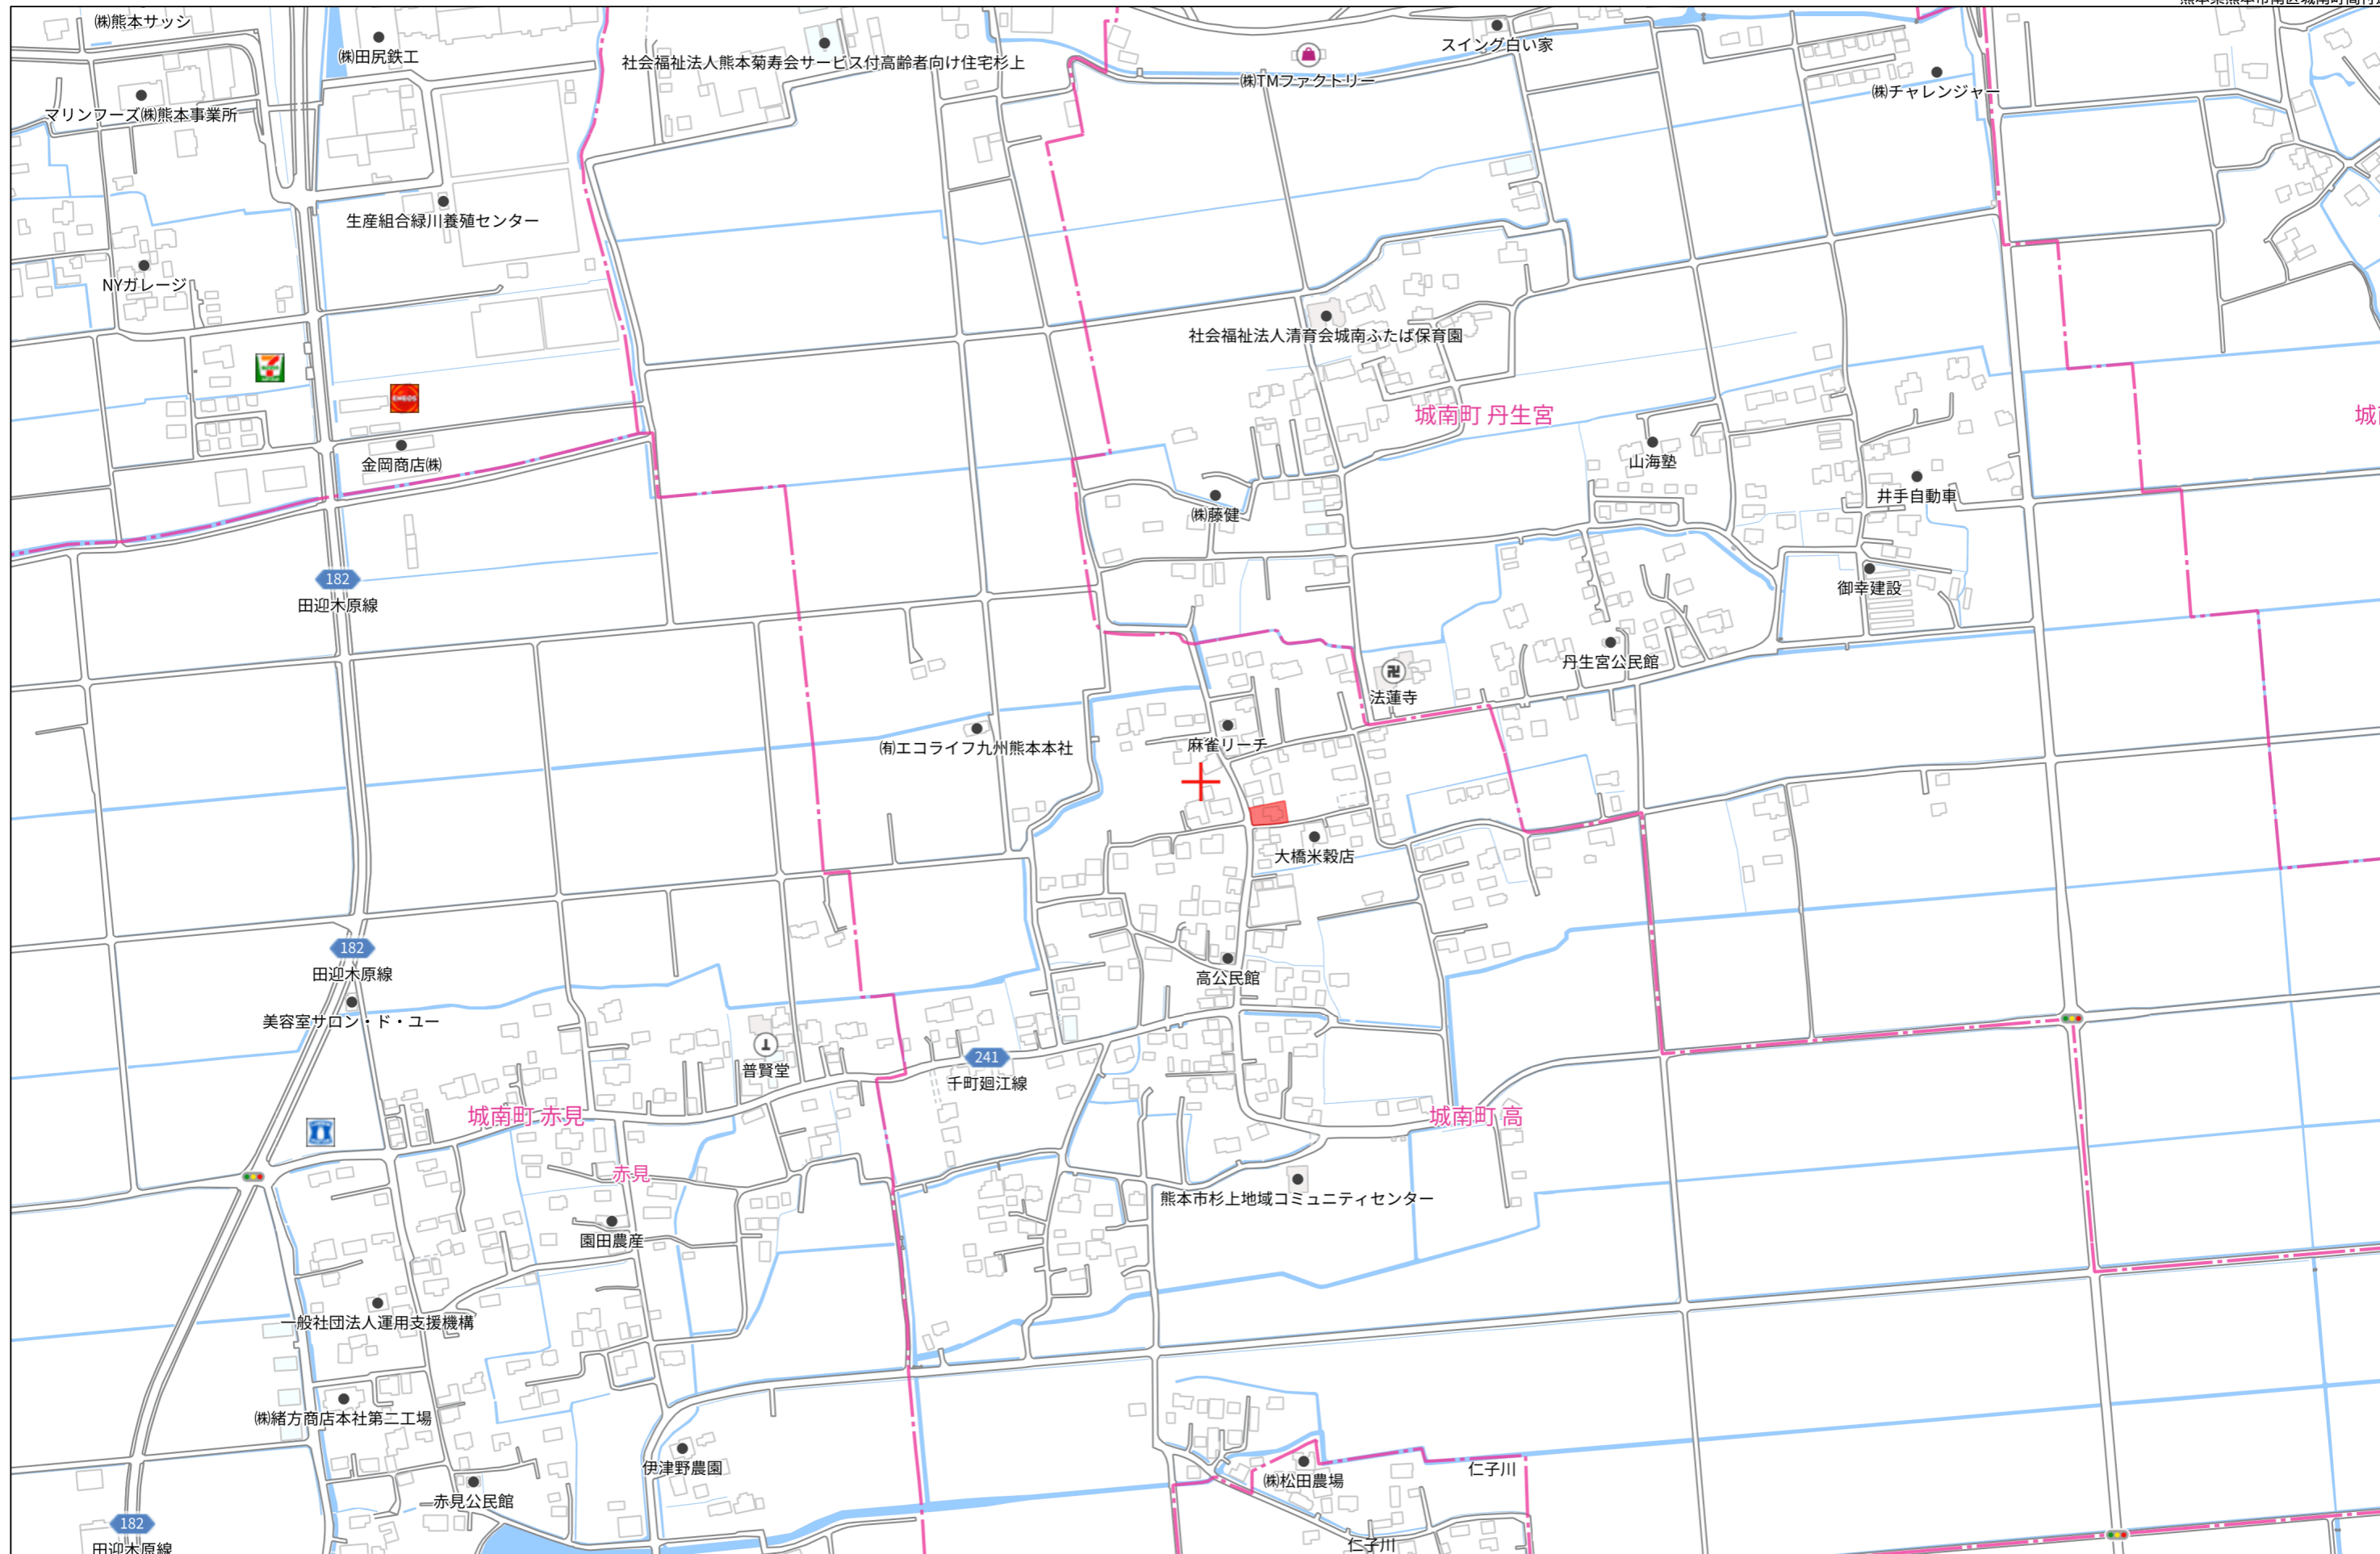 ㈱熊本サッシ
㈱田尻鉄工
社会福祉法人熊本菊寿会サービス付高齢者向け住宅杉上
スイング白い家
㈱TMファクトリー
㈱チャレンジャー
マリンフーズ㈱熊本事業所
生産組合緑川養殖センター
NYガレージ
社会福祉法人清育会城南ふたば保育園
ENEOS
城南町 丹生宮
金岡商店㈱
山海塾
井手自動車
㈱藤健
182
田迎木原線
御幸建設
丹生宮公民館
法蓮寺
㈲エコライフ九州熊本本社
麻雀リーチ
大橋米穀店
182
田迎木原線
高公民館
美容室サロン・ド・ユー
普賢堂
241
千町廻江線
城南町 赤見
城南町 高
赤見
熊本市杉上地域コミュニティセンター
園田農産
一般社団法人運用支援機構
㈱緒方商店本社第二工場
伊津野農園
㈱松田農場
仁子川
赤見公民館
182
田迎木原線
仁子川